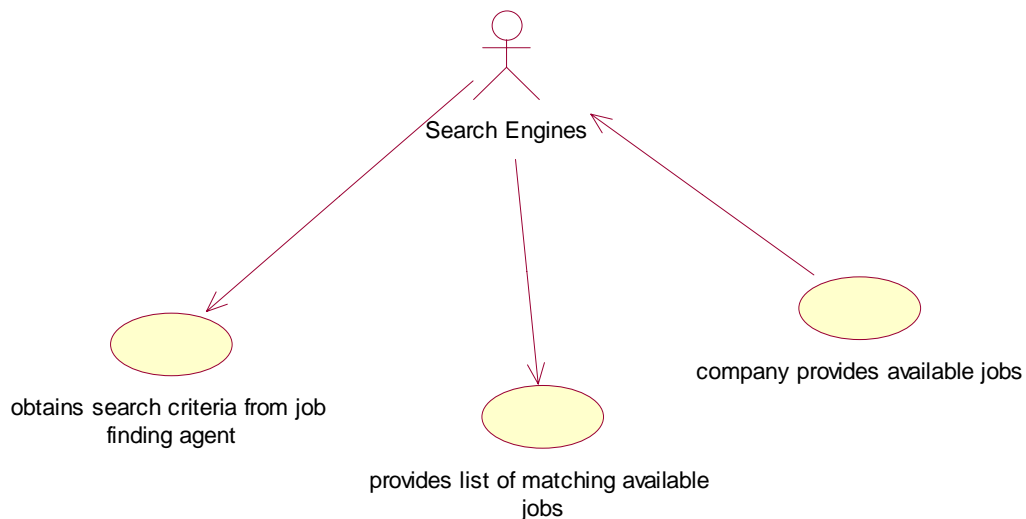 Search Engines
company provides available jobs
obtains search criteria from job
finding agent
provides list of matching available
jobs